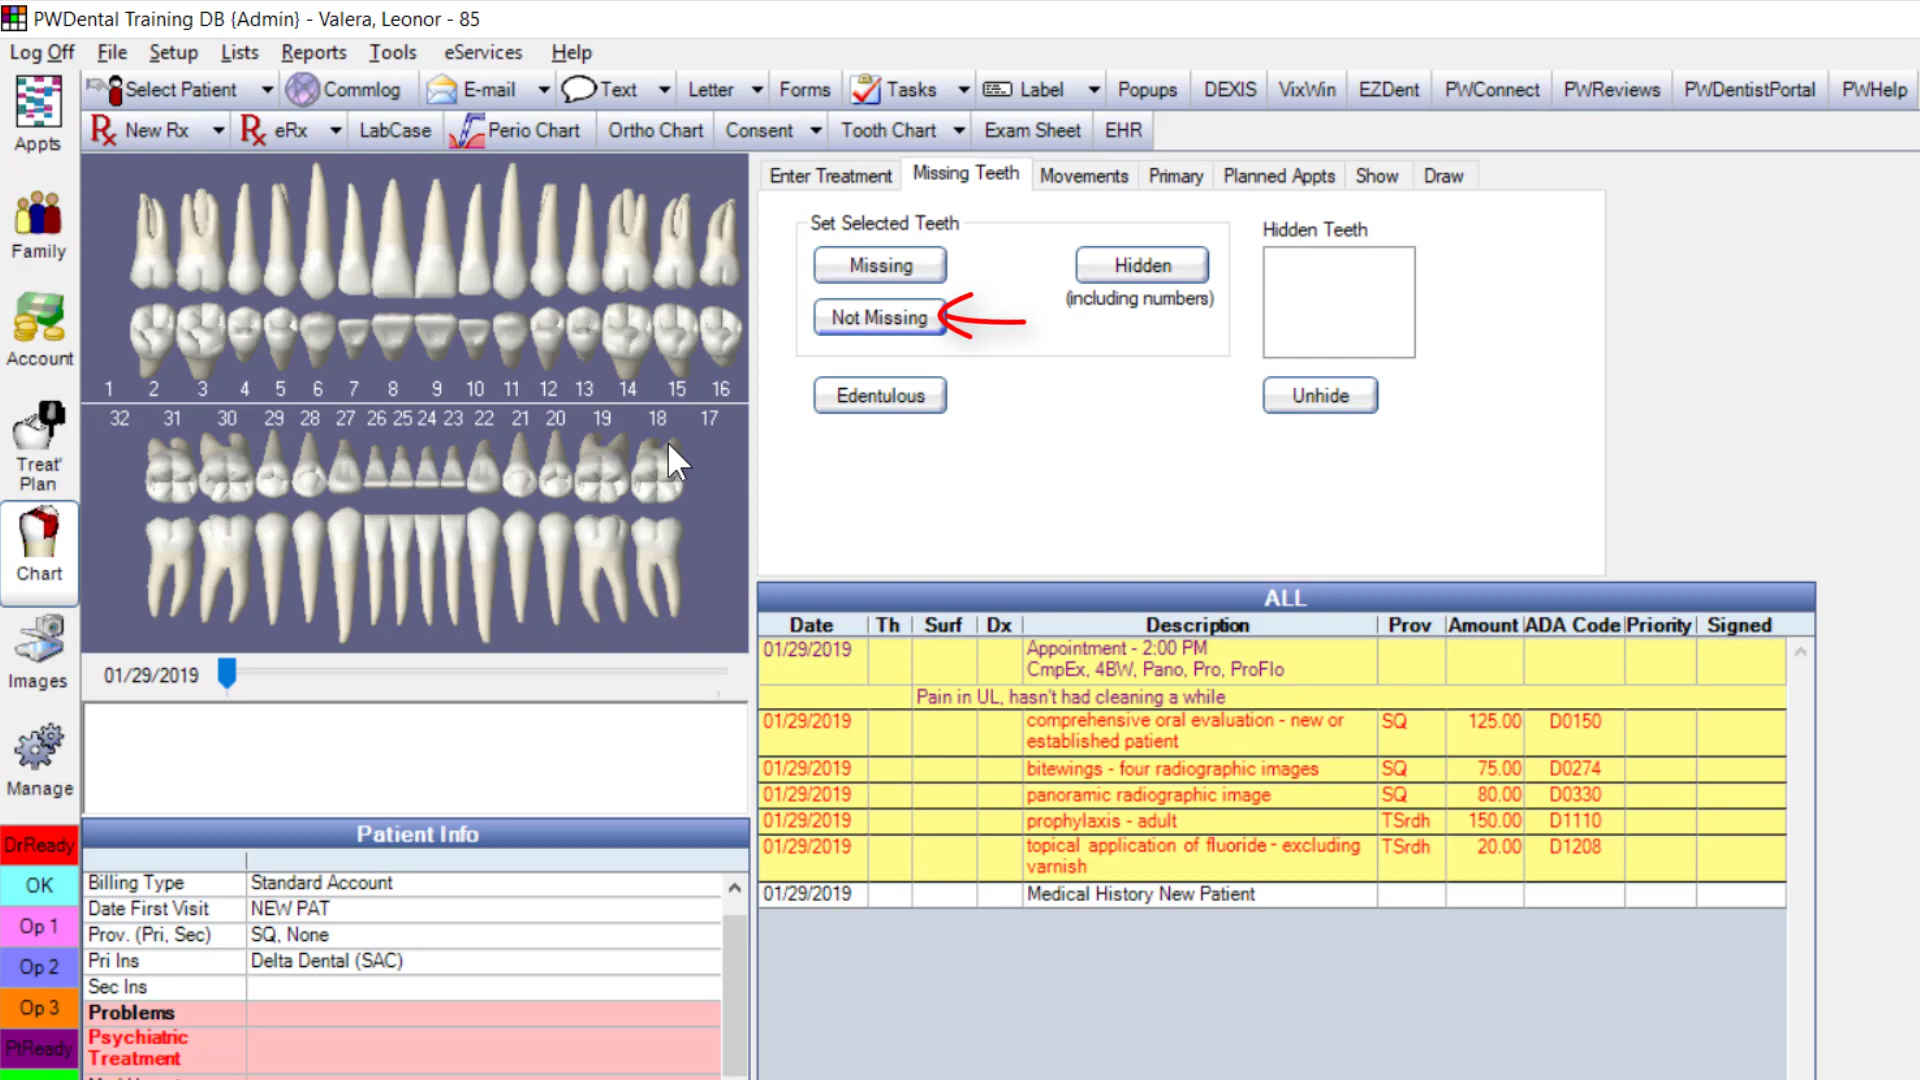 PWDental Training DB {Admin} - Valera, Leonor - 85
Log Off File Setup Lists Reports Tools eServices Help
Select Patient Commlog E-mail Text Letter Forms Tasks Label Popups DEXIS VixWin EZDent PWConnect PWReviews PWDentistPortal PWHelp
New Rx eRx LabCase Perio Chart Ortho Chart Consent Tooth Chart Exam Sheet EHR
Appts
Family
Account
Treat'
Plan
Chart
Images
Manage
DrReady
OK
Op 1
Op 2
Op 3
PtReady
1 2 3 4 5 6 7 8 9 10 11 12 13 14 15 16
32 31 30 29 28 27 26 25 24 23 22 21 20 19 18 17
01/29/2019
Enter Treatment Missing Teeth Movements Primary Planned Appts Show Draw
Set Selected Teeth
Missing
Not Missing
Hidden
(including numbers)
Edentulous
Hidden Teeth
Unhide
Patient Info
Billing Type Standard Account
Date First Visit NEW PAT
Prov. (Pri, Sec) SQ, None
Pri Ins Delta Dental (SAC)
Sec Ins
Problems
Psychiatric
Treatment
ALL
Date Th Surf Dx Description Prov Amount ADA Code Priority Signed
01/29/2019 Appointment - 2:00 PM
CmpEx, 4BW, Pano, Pro, ProFlo
Pain in UL, hasn't had cleaning a while
01/29/2019 comprehensive oral evaluation - new or SQ 125.00 D0150
established patient
01/29/2019 bitewings - four radiographic images SQ 75.00 D0274
01/29/2019 panoramic radiographic image SQ 80.00 D0330
01/29/2019 prophylaxis - adult TSrdh 150.00 D1110
01/29/2019 topical application of fluoride - excluding TSrdh 20.00 D1208
varnish
01/29/2019 Medical History New Patient